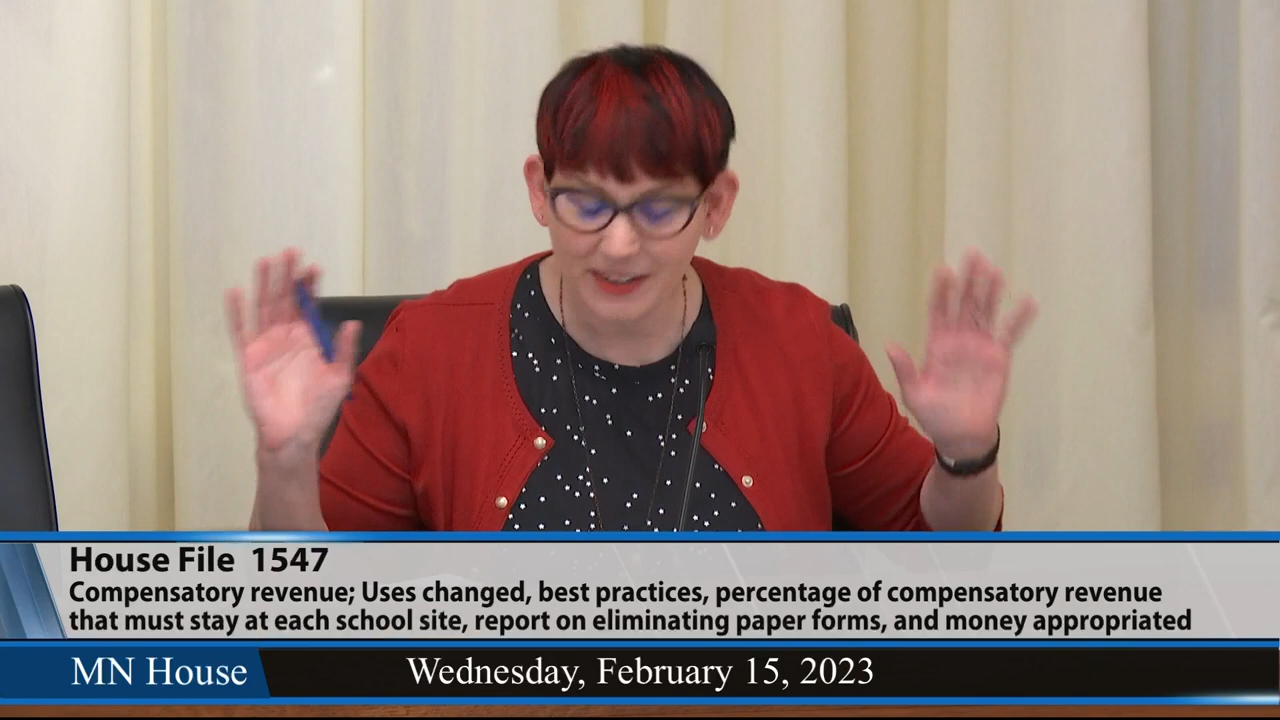 House File 1547
Compensatory revenue; Uses changed, best practices, percentage of compensatory revenue
that must stay at each school site, report on eliminating paper forms, and money appropriated
MN House
Wednesday, February 15, 2023